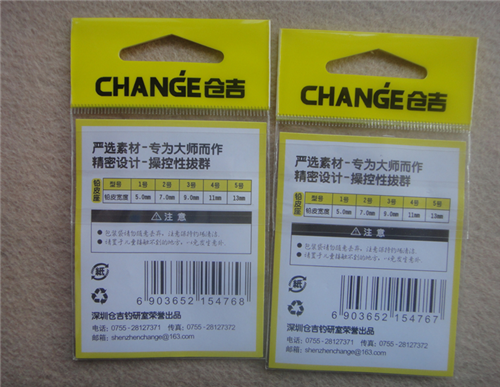 CHANGE仓吉
严选素材-专为大师而作
精密设计-操控性拔群
铅皮座
型号 1号 2号 3号 4号 5号
铅皮宽度 5.0mm 7.0mm 9.0mm 11mm 13mm
注意
纸
6 903652 154768
深圳仓吉钓研室荣誉出品
电话:0755-28127371 传真:0755-28127372
邮箱:shenzhenchange@163.com
CHANGE仓吉
严选素材-专为大师而作
精密设计-操控性拔群
型号 1号 2号 3号 4号 5号
铅皮宽度 5.0mm 7.0mm 9.0mm 11mm 13mm
注意
纸
6 903652 154767
深圳仓吉钓研室荣誉出品
电话:0755-28127371 传真:0755-28127372
邮箱:shenzhenchange@163.com